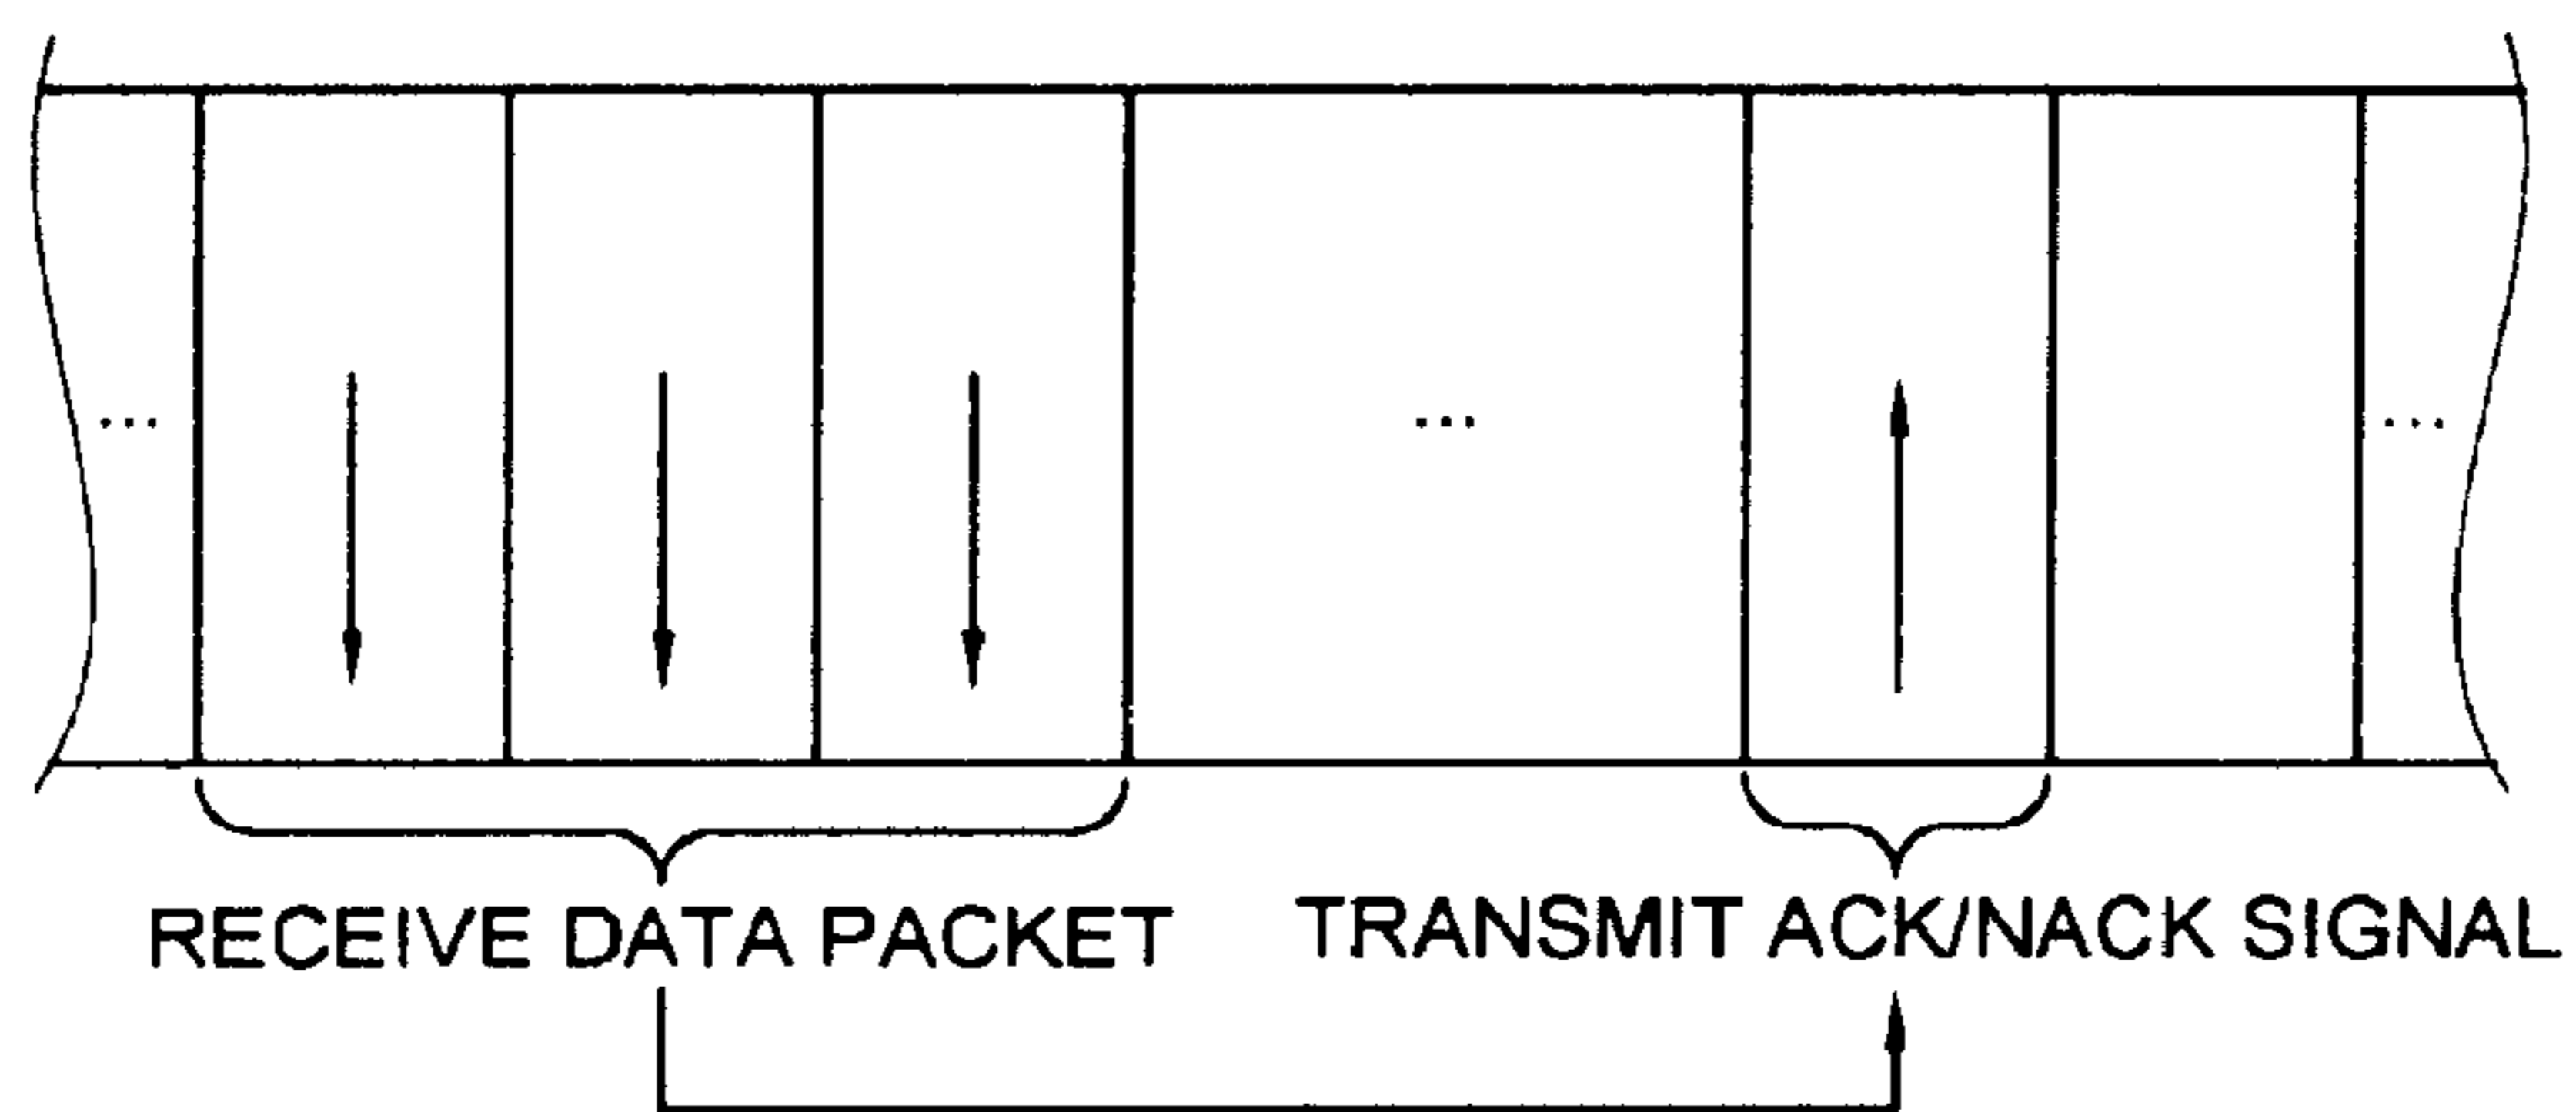 ... ... ...
RECEIVE DATA PACKET TRANSMIT ACK/NACK SIGNAL